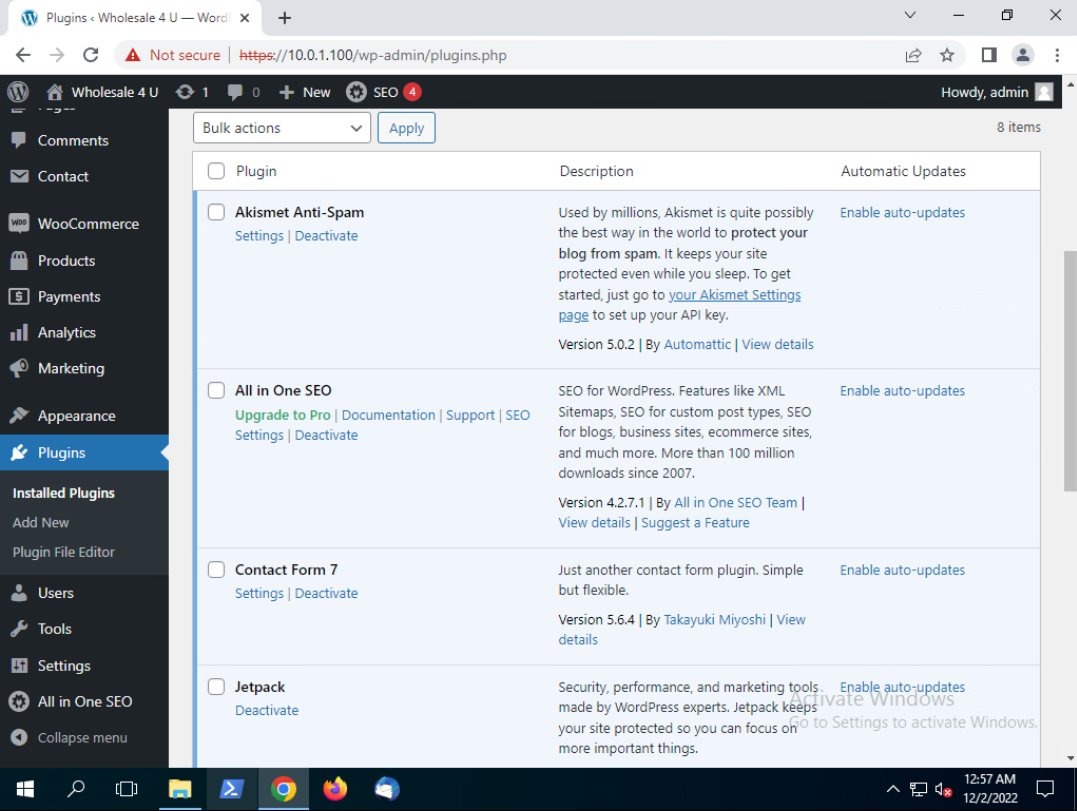 Plugins ‹ Wholesale 4 U — Word
Not secure https://10.0.1.100/wp-admin/plugins.php
Wholesale 4 U 1 0 New SEO 4 Howdy, admin
Comments
Contact
WooCommerce
Products
Payments
Analytics
Marketing
Appearance
Plugins
Installed Plugins
Add New
Plugin File Editor
Users
Tools
Settings
All in One SEO
Collapse menu
Bulk actions Apply 8 items
Plugin Description Automatic Updates
Akismet Anti-Spam
Settings | Deactivate
Used by millions, Akismet is quite possibly
the best way in the world to protect your
blog from spam. It keeps your site
protected even while you sleep. To get
started, just go to your Akismet Settings
page to set up your API key.
Version 5.0.2 | By Automattic | View details
Enable auto-updates
All in One SEO
Upgrade to Pro | Documentation | Support | SEO
Settings | Deactivate
SEO for WordPress. Features like XML
Sitemaps, SEO for custom post types, SEO
for blogs, business sites, ecommerce sites,
and much more. More than 100 million
downloads since 2007.
Version 4.2.7.1 | By All in One SEO Team |
View details | Suggest a Feature
Enable auto-updates
Contact Form 7
Settings | Deactivate
Just another contact form plugin. Simple
but flexible.
Version 5.6.4 | By Takayuki Miyoshi | View
details
Enable auto-updates
Jetpack
Deactivate
Security, performance, and marketing tools
made by WordPress experts. Jetpack keeps
your site protected so you can focus on
more important things.
Enable auto-updates
Activate Windows
Go to Settings to activate Windows.
12:57 AM
12/2/2022